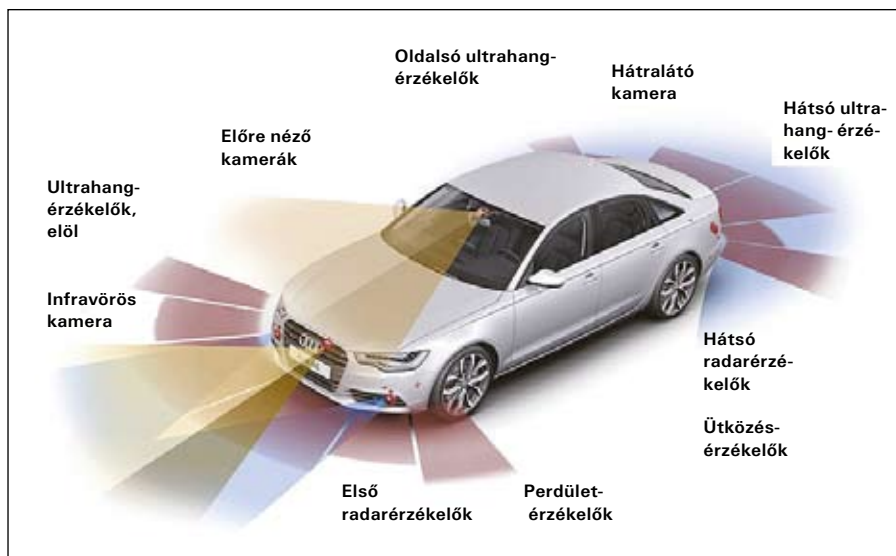 Oldalsó ultrahang-
érzékelők
Hátralátó
kamera
Hátsó ultra-
hang- érzé-
kelők
Előre néző
kamerák
Ultrahang-
érzékelők,
elöl
Infravörös
kamera
Hátsó
radarérzé-
kelők
Ütközés-
érzékelők
Első
radarérzékelők
Perdület-
érzékelők